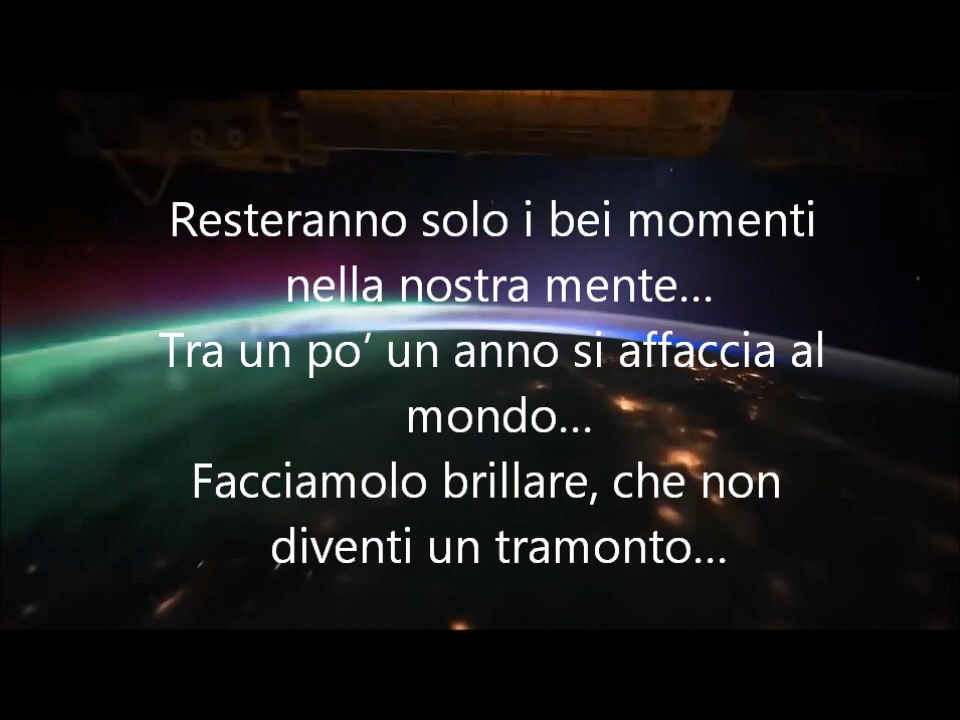 Resteranno solo i bei momenti
nella nostra mente...
Tra un po’ un anno si affaccia al
mondo...
Facciamolo brillare, che non
diventi un tramonto...